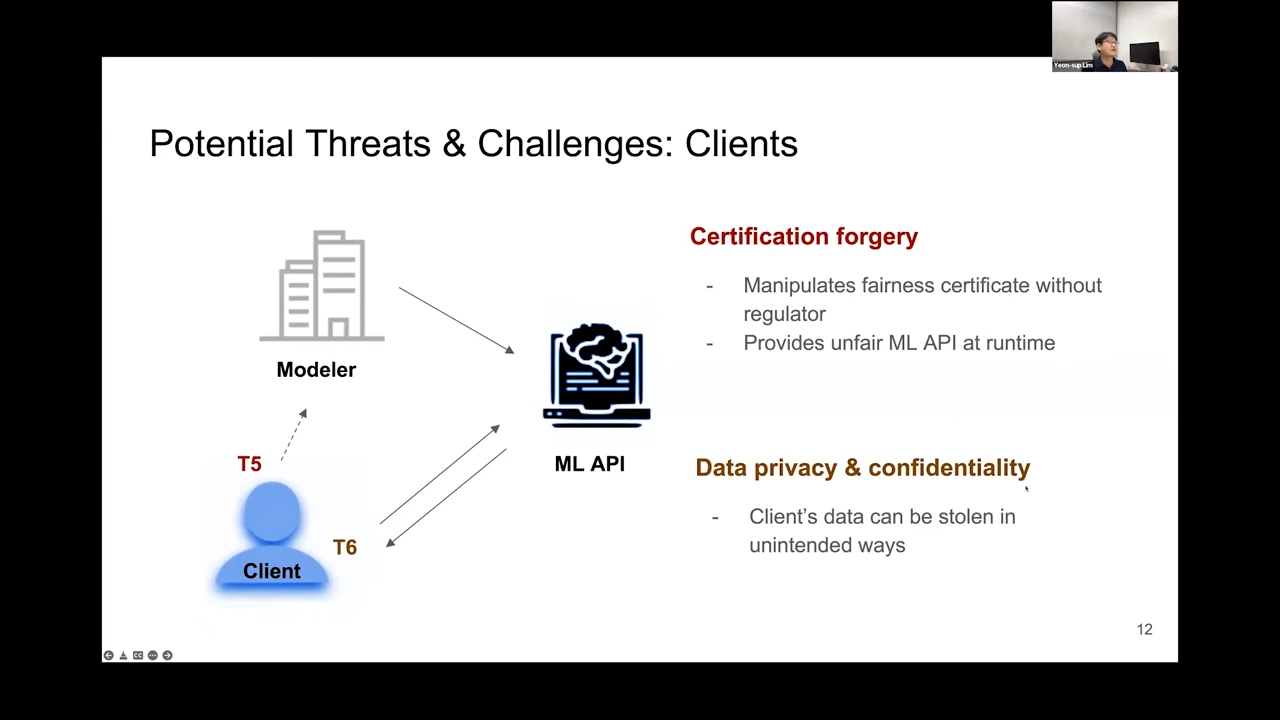 Yeon-sup Lim
Potential Threats & Challenges: Clients
Certification forgery
- Manipulates fairness certificate without
regulator
- Provides unfair ML API at runtime
Modeler
T5
ML API
Data privacy & confidentiality
- Client's data can be stolen in
unintended ways
T6
Client
12
CC